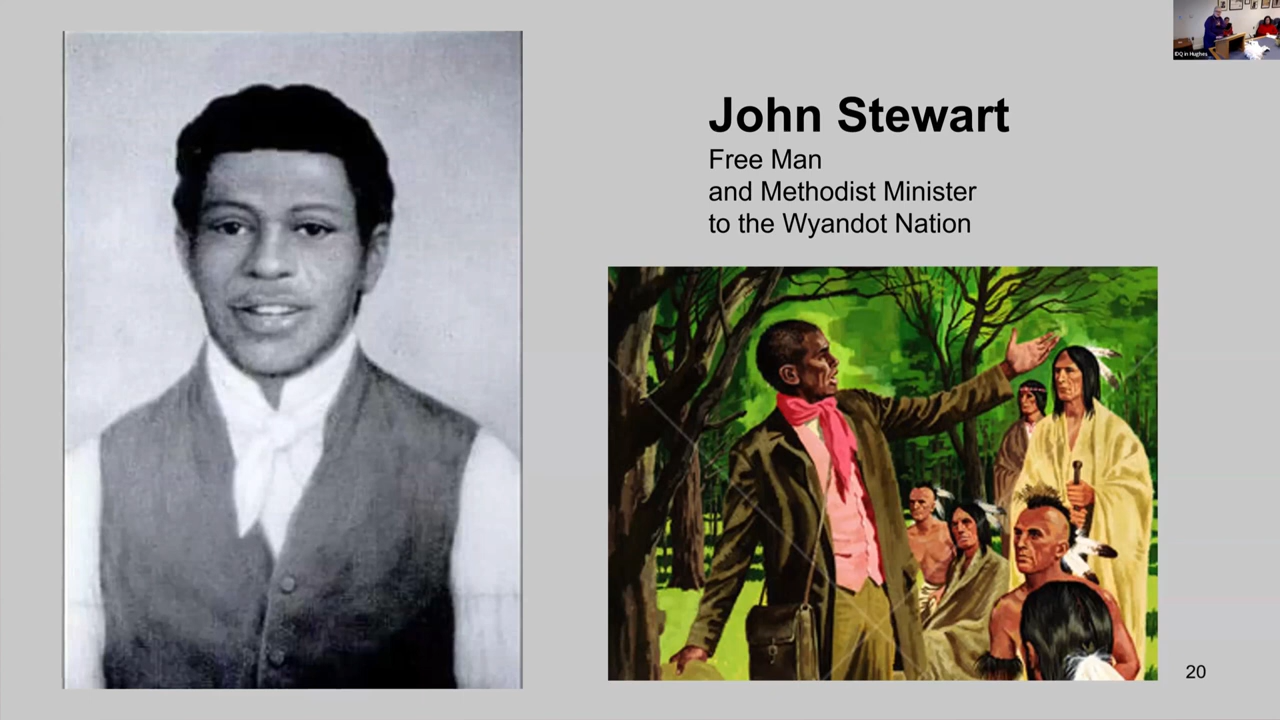 John Stewart
Free Man
and Methodist Minister
to the Wyandot Nation
20